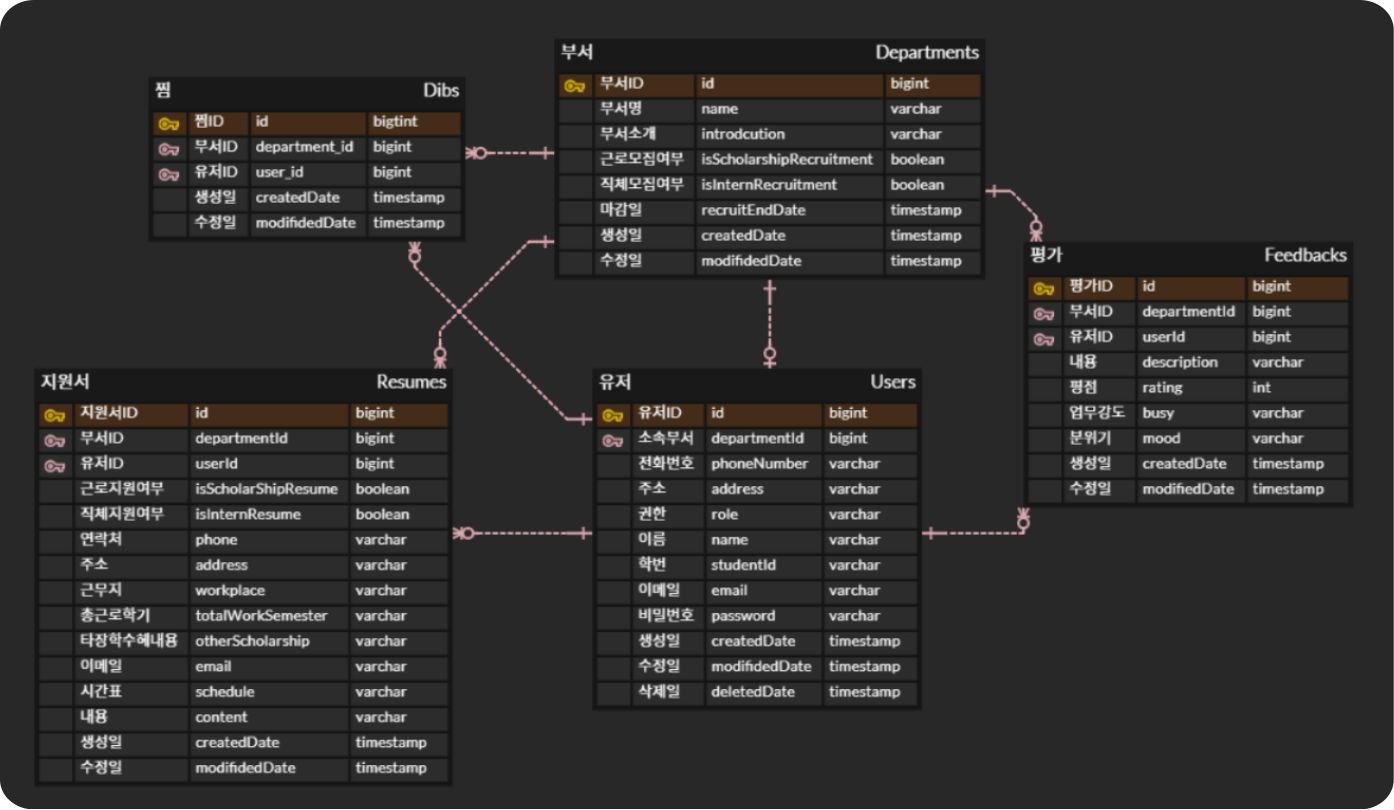 찜 Dibs
찜ID id bigtint
부서ID department_id bigint
유저ID user_id bigint
생성일 createdDate timestamp
수정일 modifidedDate timestamp
부서 Departments
부서ID id bigint
부서명 name varchar
부서소개 introdcution varchar
근로모집여부 isScholarshipRecruitment boolean
직체모집여부 isInternRecruitment boolean
마감일 recruitEndDate timestamp
생성일 createdDate timestamp
수정일 modifidedDate timestamp
평가 Feedbacks
평가ID id bigint
부서ID departmentId bigint
유저ID userId bigint
내용 description varchar
평점 rating int
업무강도 busy varchar
분위기 mood varchar
생성일 createdDate timestamp
수정일 modifiedDate timestamp
지원서 Resumes
지원서ID id bigint
부서ID departmentId bigint
유저ID userId bigint
근로지원여부 isScholarShipResume boolean
직체지원여부 isInternResume boolean
연락처 phone varchar
주소 address varchar
근무지 workplace varchar
총근로학기 totalWorkSemester varchar
타장학수혜내용 otherScholarship varchar
이메일 email varchar
시간표 schedule varchar
내용 content varchar
생성일 createdDate timestamp
수정일 modifidedDate timestamp
유저 Users
유저ID id bigint
소속부서 departmentId bigint
전화번호 phoneNumber varchar
주소 address varchar
권한 role varchar
이름 name varchar
학번 studentId varchar
이메일 email varchar
비밀번호 password varchar
생성일 createdDate timestamp
수정일 modifidedDate timestamp
삭제일 deletedDate timestamp